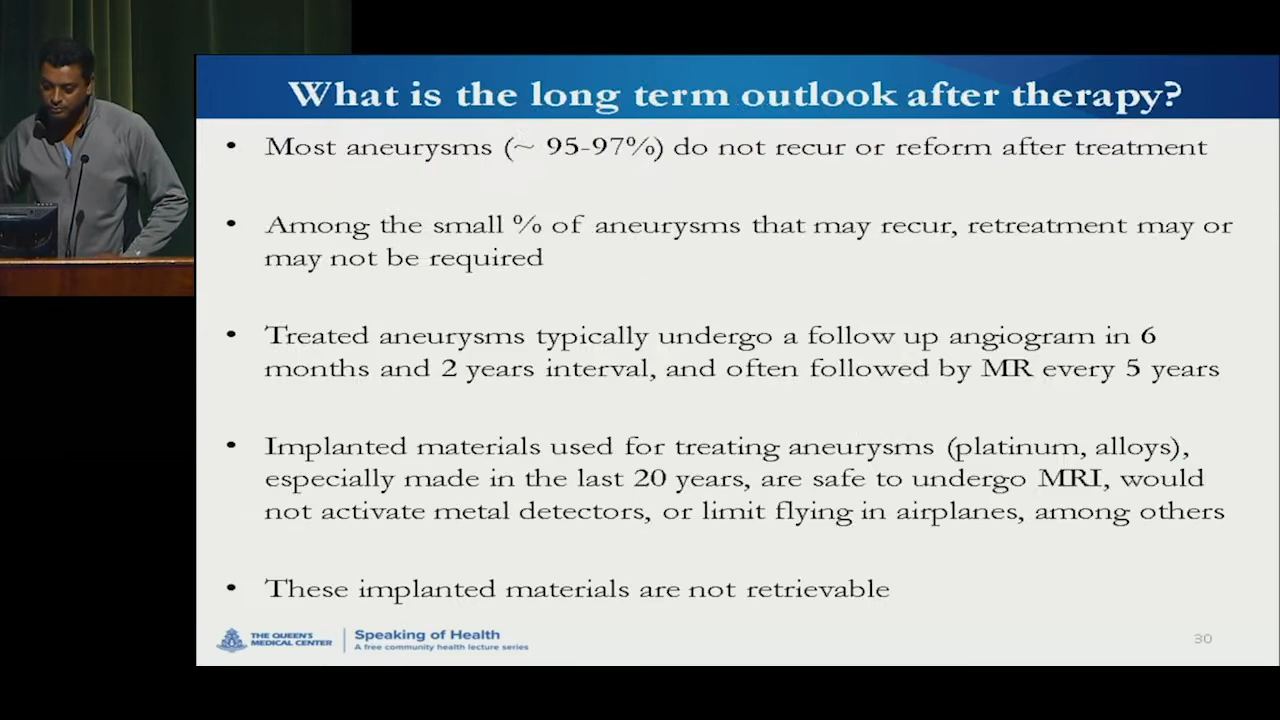 What is the long term outlook after therapy?
• Most aneurysms (~ 95-97%) do not recur or reform after treatment
• Among the small % of aneurysms that may recur, retreatment may or
may not be required
• Treated aneurysms typically undergo a follow up angiogram in 6
months and 2 years interval, and often followed by MR every 5 years
• Implanted materials used for treating aneurysms (platinum, alloys),
especially made in the last 20 years, are safe to undergo MRI, would
not activate metal detectors, or limit flying in airplanes, among others
• These implanted materials are not retrievable
THE QUEEN'S
MEDICAL CENTER
Speaking of Health
A free community health lecture series
30